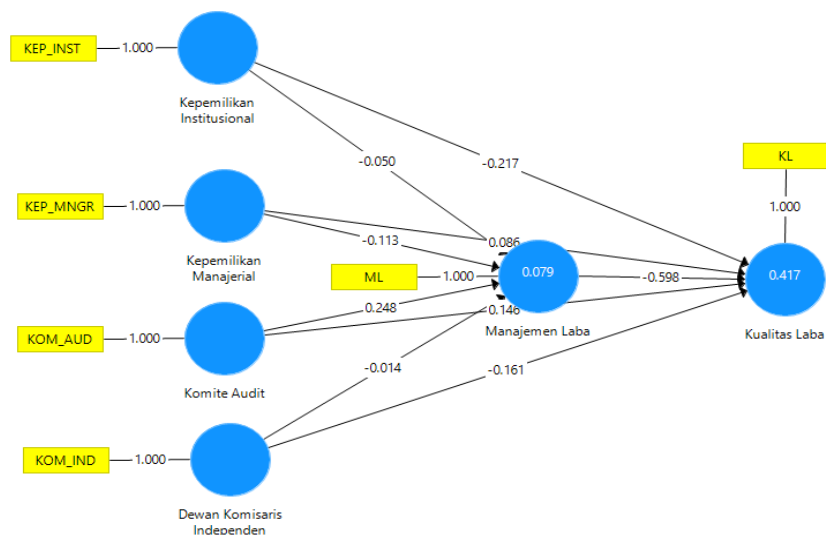 KEP_INST
1.000
Kepemilikan
Institusional
-0.050
-0.217
KL
1.000
KEP_MNGR
1.000
Kepemilikan
Manajerial
-0.113
0.086
ML
1.000
0.079
-0.598
0.417
Manajemen Laba
Kualitas Laba
KOM_AUD
1.000
0.248
0.146
Komite Audit
-0.014
-0.161
KOM_IND
1.000
Dewan Komisaris
Independen